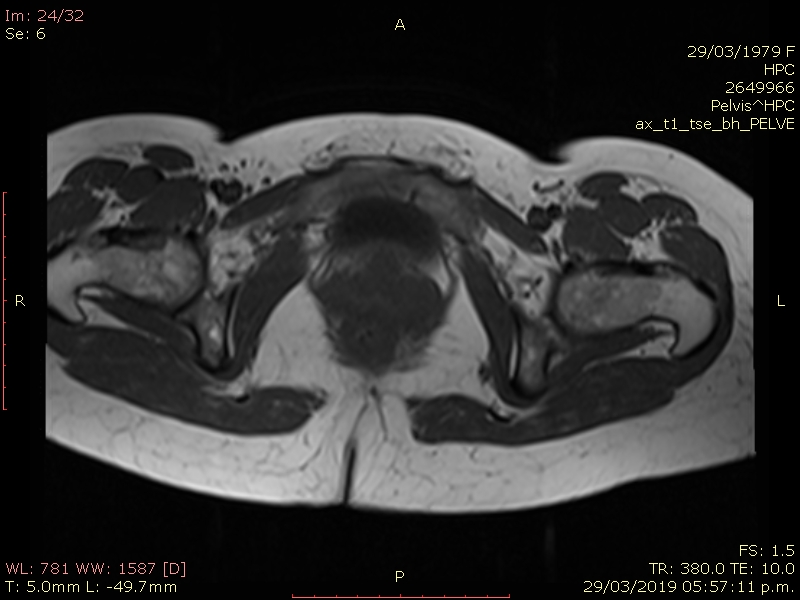 Im: 24/32
Se: 6
A
29/03/1979 F
HPC
2649966
Pelvis^HPC
ax_t1_tse_bh_PELVE
R
L
WL: 781 WW: 1587 [D]
T: 5.0mm L: -49.7mm
P
FS: 1.5
TR: 380.0 TE: 10.0
29/03/2019 05:57:11 p.m.